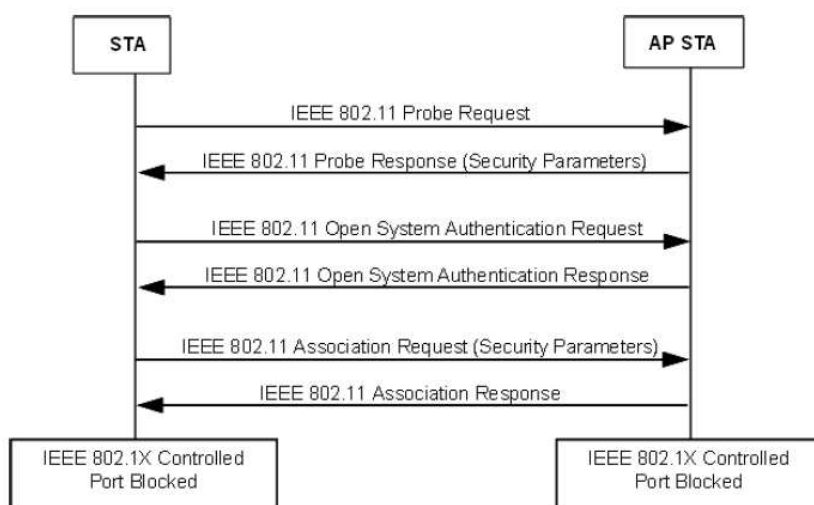 STA
AP STA
IEEE 802.11 Probe Request
IEEE 802.11 Probe Response (Security Parameters)
IEEE 802.11 Open System Authentication Request
IEEE 802.11 Open System Authentication Response
IEEE 802.11 Association Request (Security Parameters)
IEEE 802.11 Association Response
IEEE 802.1X Controlled
Port Blocked
IEEE 802.1X Controlled
Port Blocked